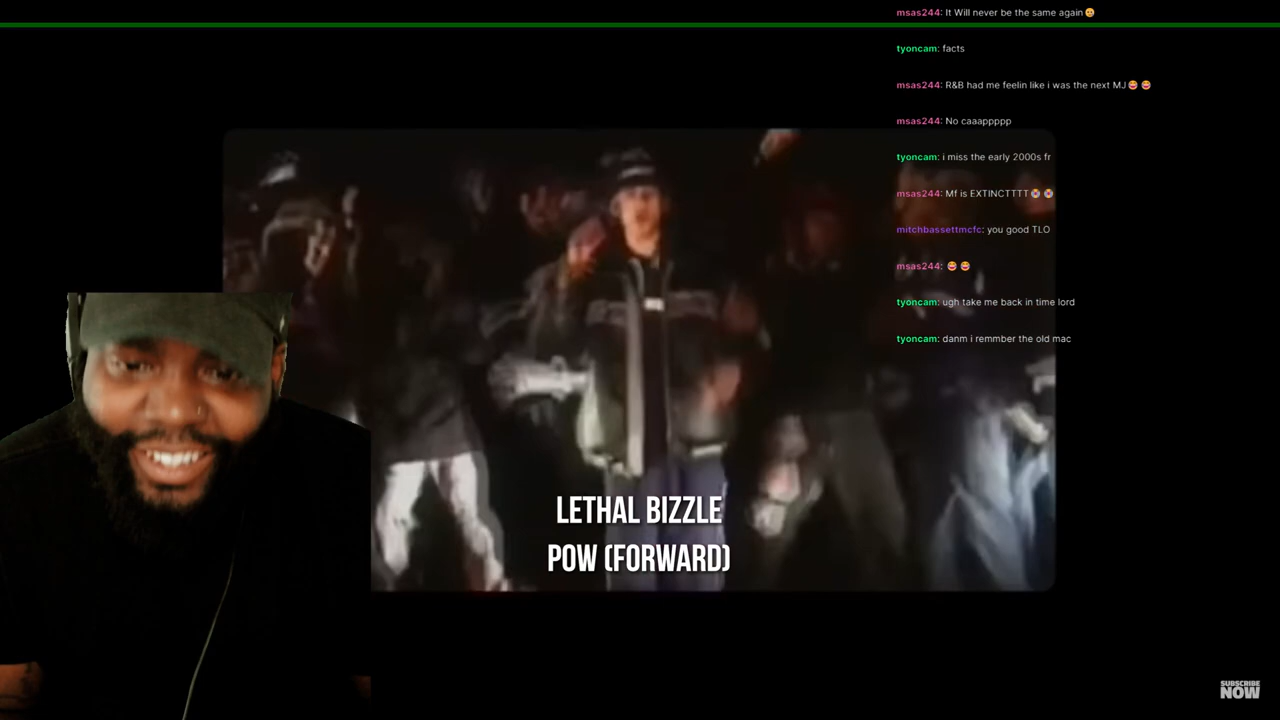 msas244: It Will never be the same again
tyoncam: facts
msas244: R&B had me feelin like i was the next MJ
msas244: No caaappppp
tyoncam: i miss the early 2000s fr
msas244: Mf is EXTINCTTTT
mitchbassettmcfc: you good TLO
msas244:
tyoncam: ugh take me back in time lord
tyoncam: danm i remmber the old mac
LETHAL BIZZLE
POW (FORWARD)
SUBSCRIBE
NOW